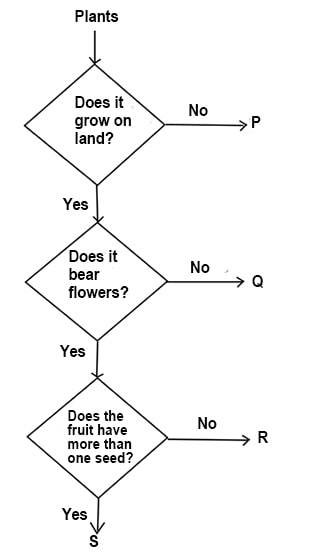 Plants
Does it
grow on
land?
No
P
Yes
Does it
bear
flowers?
No
Q
Yes
Does the
fruit have
more than
one seed?
No
R
Yes
S